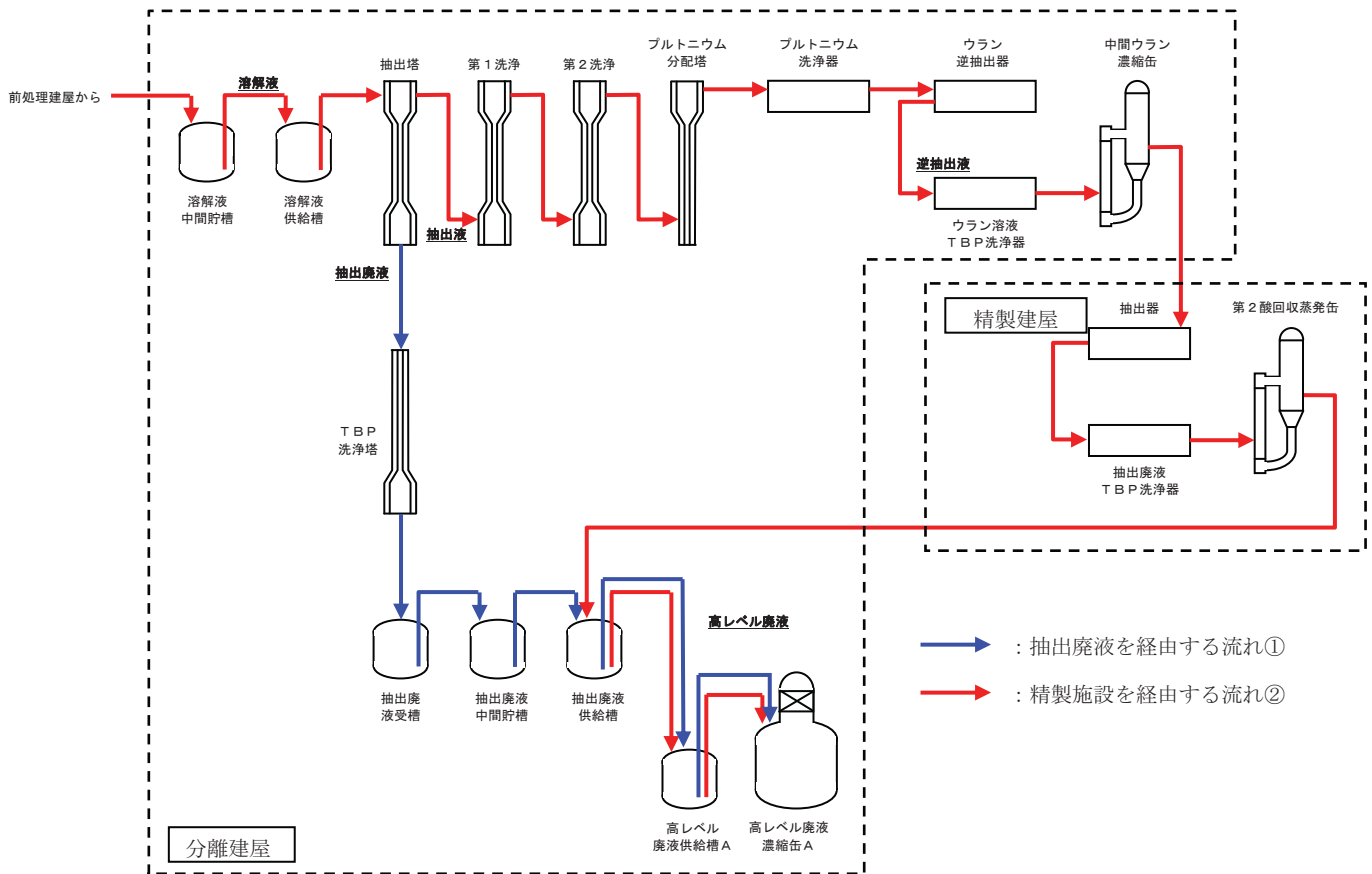 前処理建屋から
溶解液
溶解液
中間貯槽
溶解液
供給槽
抽出塔
第１洗浄
第２洗浄
プルトニウム
分配塔
プルトニウム
洗浄器
ウラン
逆抽出器
中間ウラン
濃縮缶
抽出液
逆抽出液
ウラン溶液
ＴＢＰ洗浄器
抽出廃液
精製建屋
抽出器
第２酸回収蒸発缶
抽出廃液
ＴＢＰ洗浄器
ＴＢＰ
洗浄塔
抽出廃
液受槽
抽出廃液
中間貯槽
抽出廃液
供給槽
高レベル廃液
高レベル
廃液供給槽Ａ
高レベル廃液
濃縮缶Ａ
：抽出廃液を経由する流れ①
：精製施設を経由する流れ②
分離建屋